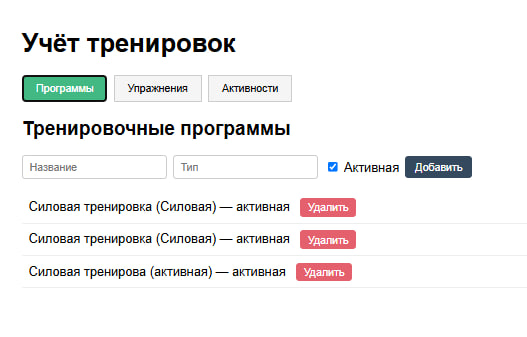 Учёт тренировок
Программы Упражнения Активности
Тренировочные программы
Название Тип Активная Добавить
Силовая тренировка (Силовая) — активная Удалить
Силовая тренировка (Силовая) — активная Удалить
Силовая тренирова (активная) — активная Удалить